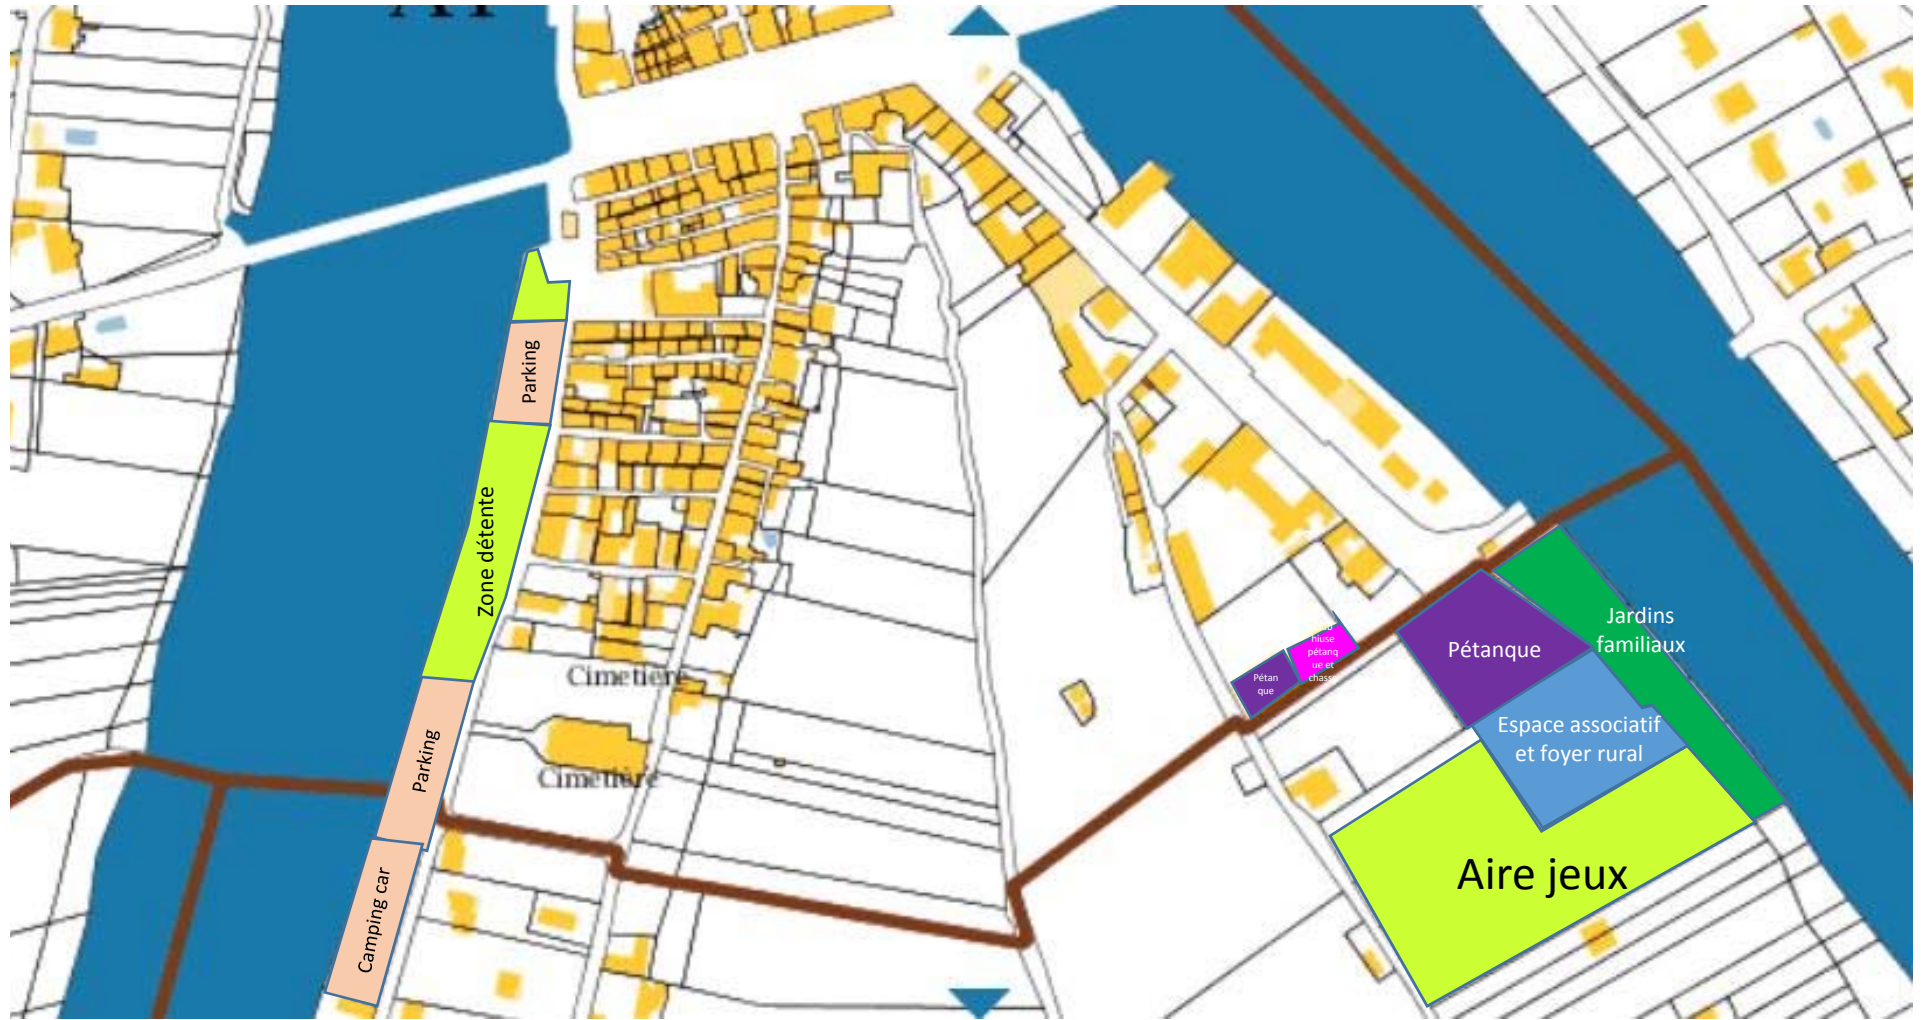 Parking
Zone détente
Cimetière
Cimetière
Parking
Camping car
Pétan
que
pétanq
ue et
chasse
Pétanque
Jardins
familiaux
Espace associatif
et foyer rural
Aire jeux